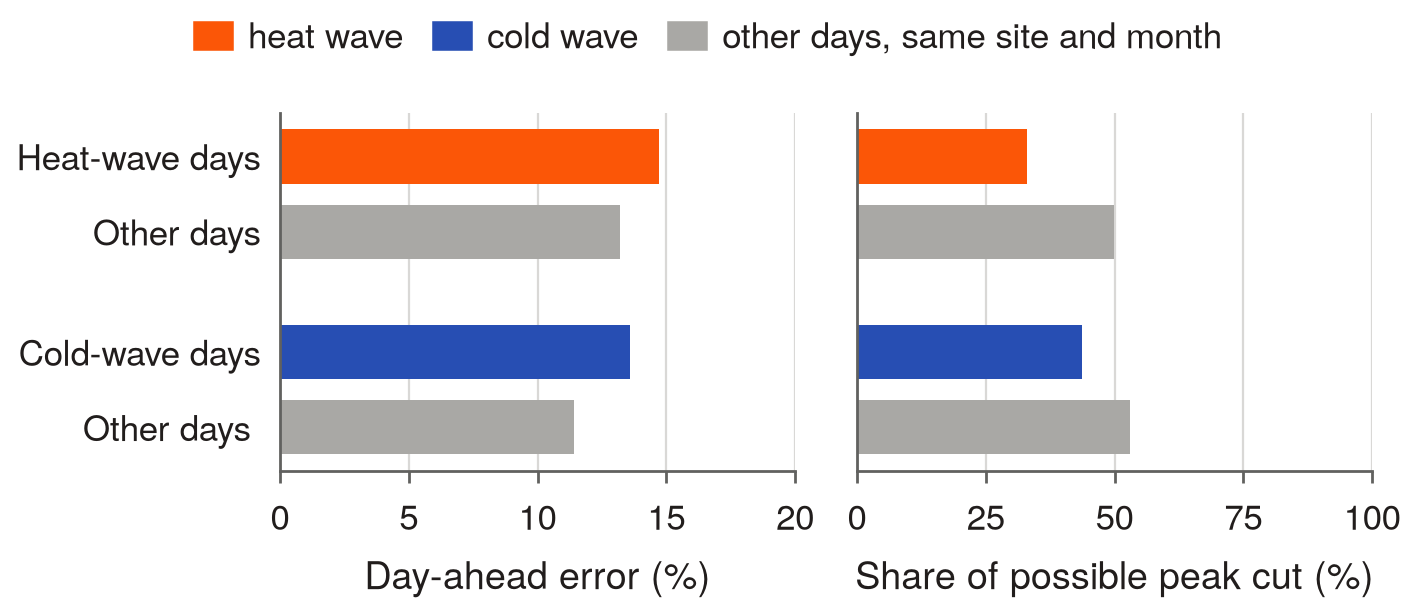 heat wave cold wave other days, same site and month
Heat-wave days
Other days
Cold-wave days
Other days
0 5 10 15 20 0 25 50 75 100
Day-ahead error (%) Share of possible peak cut (%)